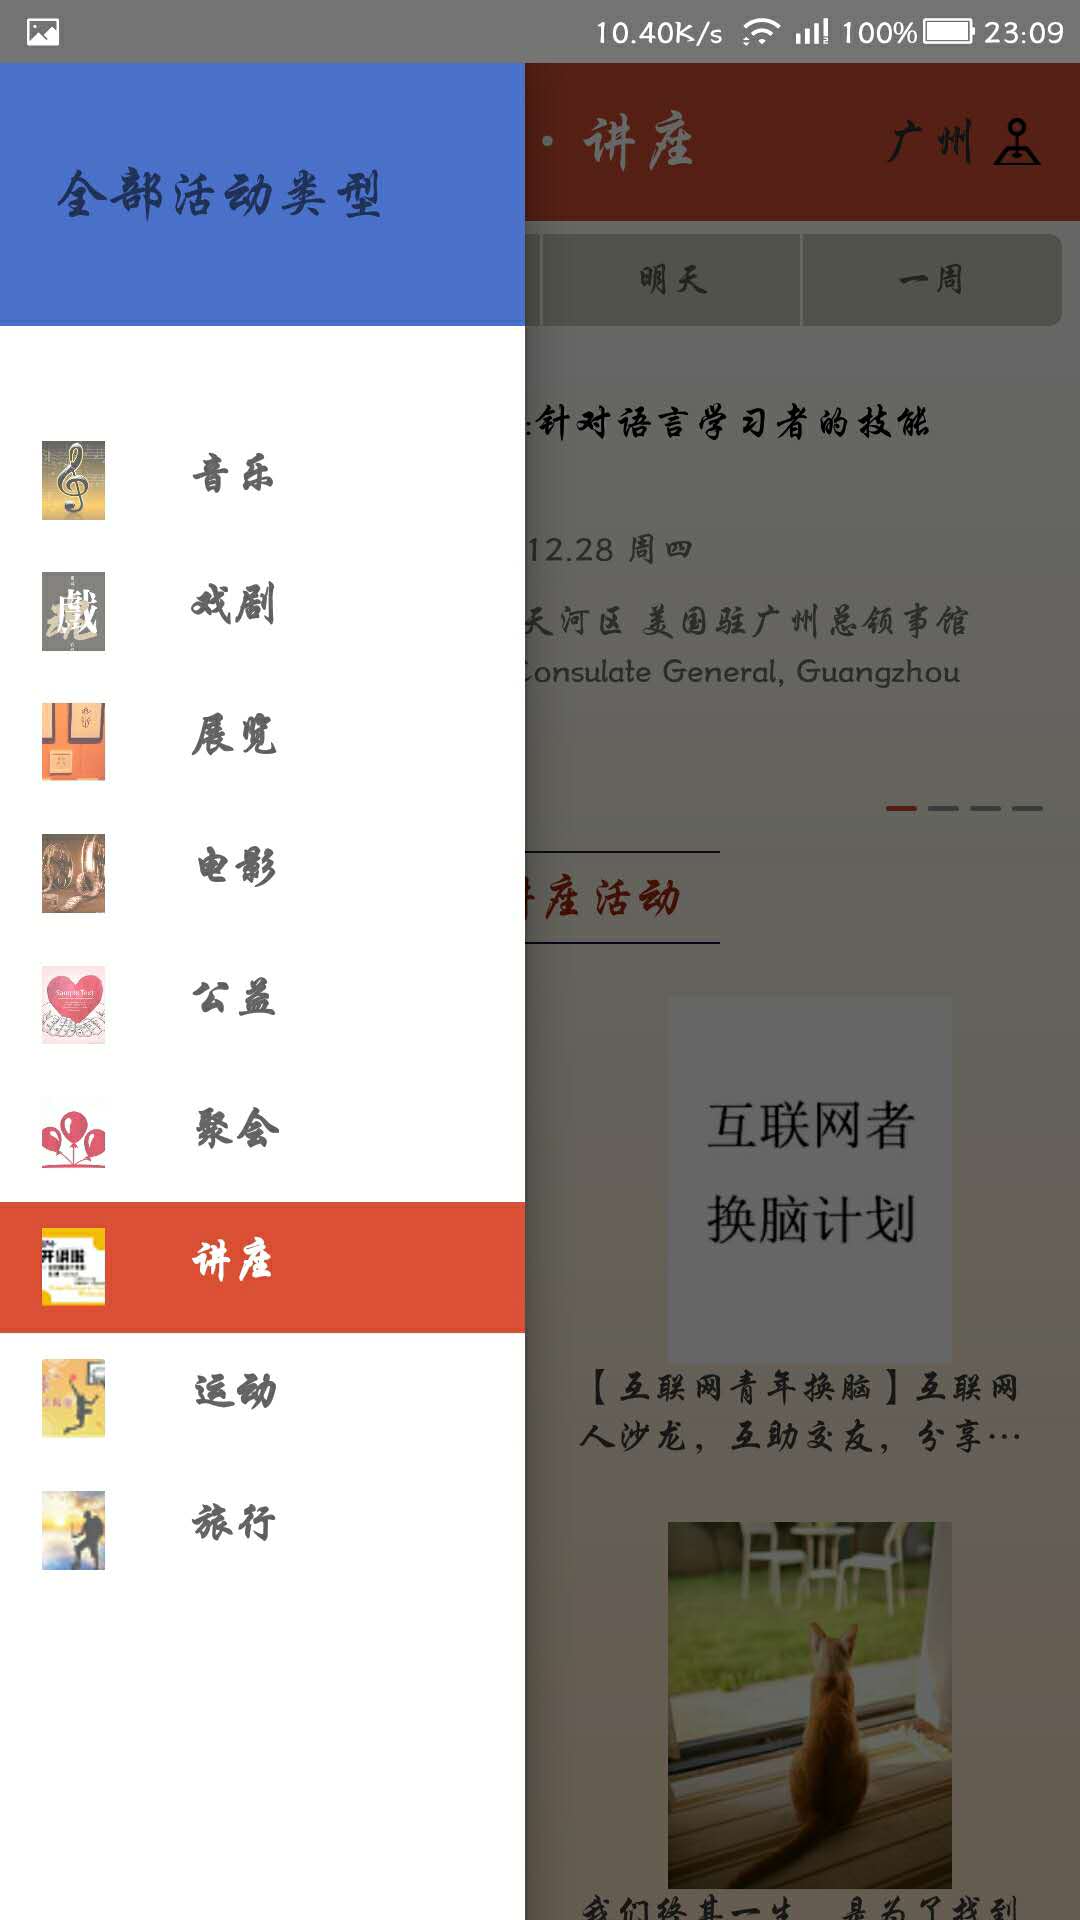 10.40K/s 100% 23:09
全部活动类型
· 讲座
广州
明天
一周
音乐
戏剧
展览
电影
公益
聚会
讲座
运动
旅行
:针对语言学习者的技能
12.28 周四
天河区 美国驻广州总领事馆
Consulate General, Guangzhou
讲座活动
互联网者
换脑计划
【互联网青年换脑】互联网
人沙龙，互助交友，分享…
我们终其一生，是为了找到